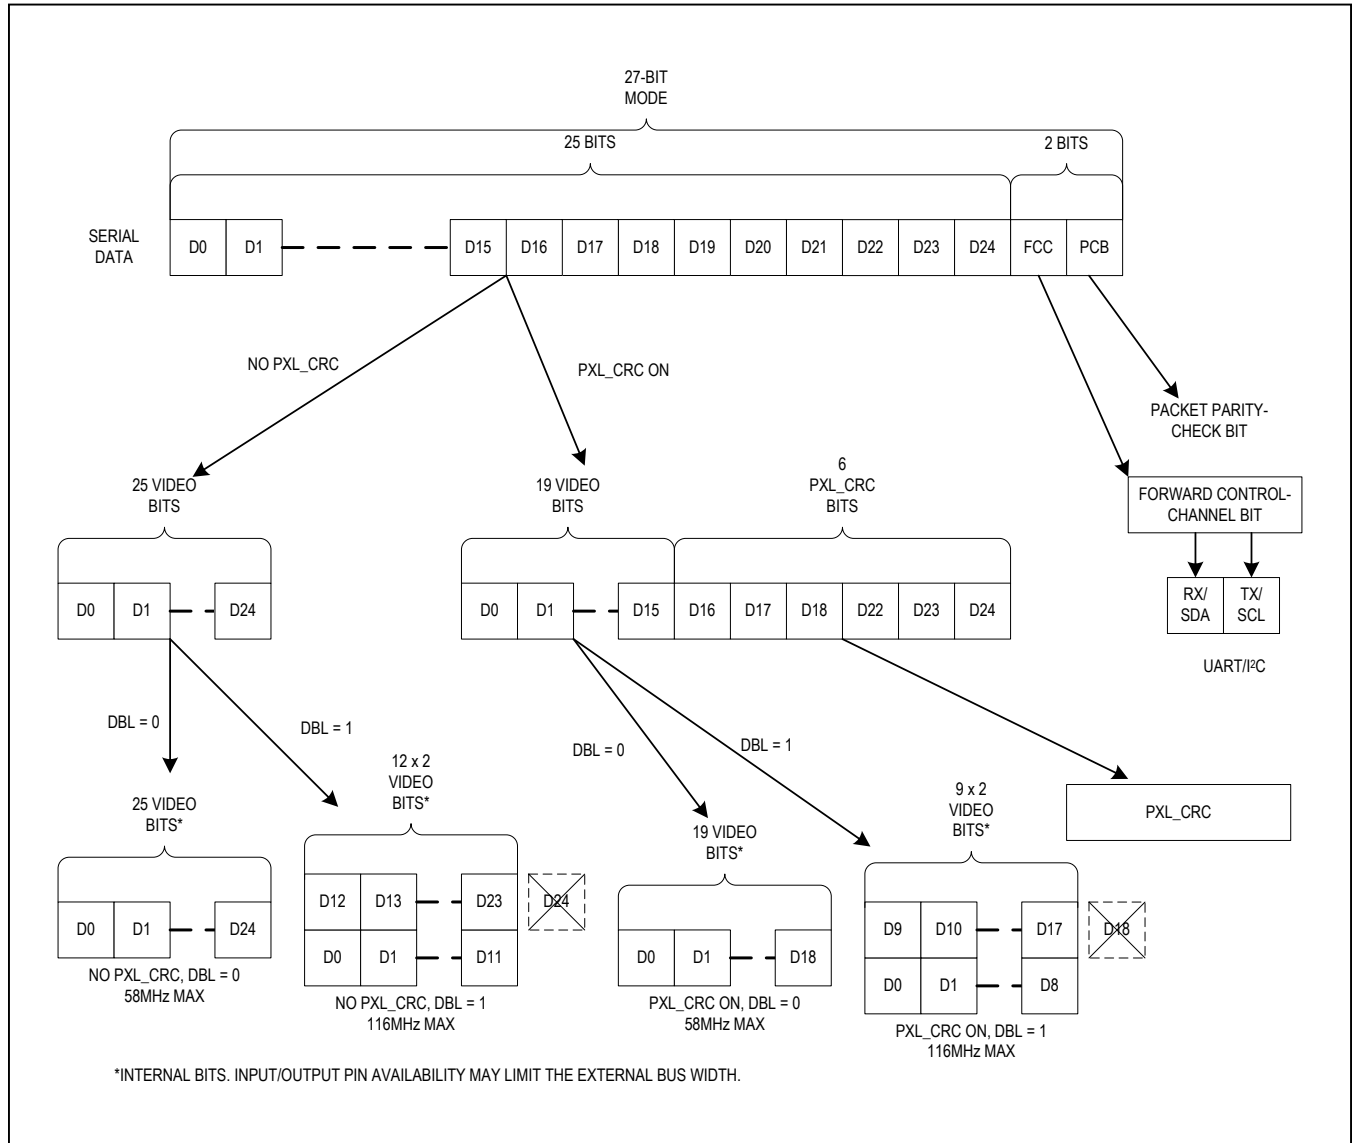 27-BIT
MODE
25 BITS
2 BITS
SERIAL
DATA
D0 D1 D15 D16 D17 D18 D19 D20 D21 D22 D23 D24 FCC PCB
NO PXL_CRC
PXL_CRC ON
PACKET PARITY-
CHECK BIT
25 VIDEO
BITS
19 VIDEO
BITS
6
PXL_CRC
BITS
FORWARD CONTROL-
CHANNEL BIT
D0 D1 D24
D0 D1 D15 D16 D17 D18 D22 D23 D24
RX/
SDA
TX/
SCL
UART/I²C
DBL = 0
DBL = 1
DBL = 0
DBL = 1
25 VIDEO
BITS*
12 x 2
VIDEO
BITS*
19 VIDEO
BITS*
9 x 2
VIDEO
BITS*
PXL_CRC
D0 D1 D24
NO PXL_CRC, DBL = 0
58MHz MAX
D12 D13 D23 D24
D0 D1 D11
NO PXL_CRC, DBL = 1
116MHz MAX
D0 D1 D18
PXL_CRC ON, DBL = 0
58MHz MAX
D9 D10 D17 D18
D0 D1 D8
PXL_CRC ON, DBL = 1
116MHz MAX
*INTERNAL BITS. INPUT/OUTPUT PIN AVAILABILITY MAY LIMIT THE EXTERNAL BUS WIDTH.